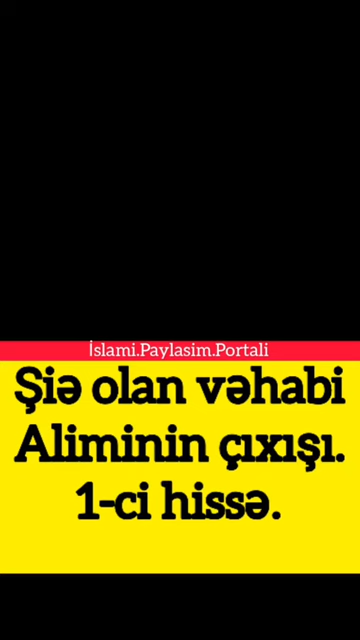 İslami.Paylasim.Portali
Şiə olan vəhabi
Aliminin çıxışı.
1-ci hissə.